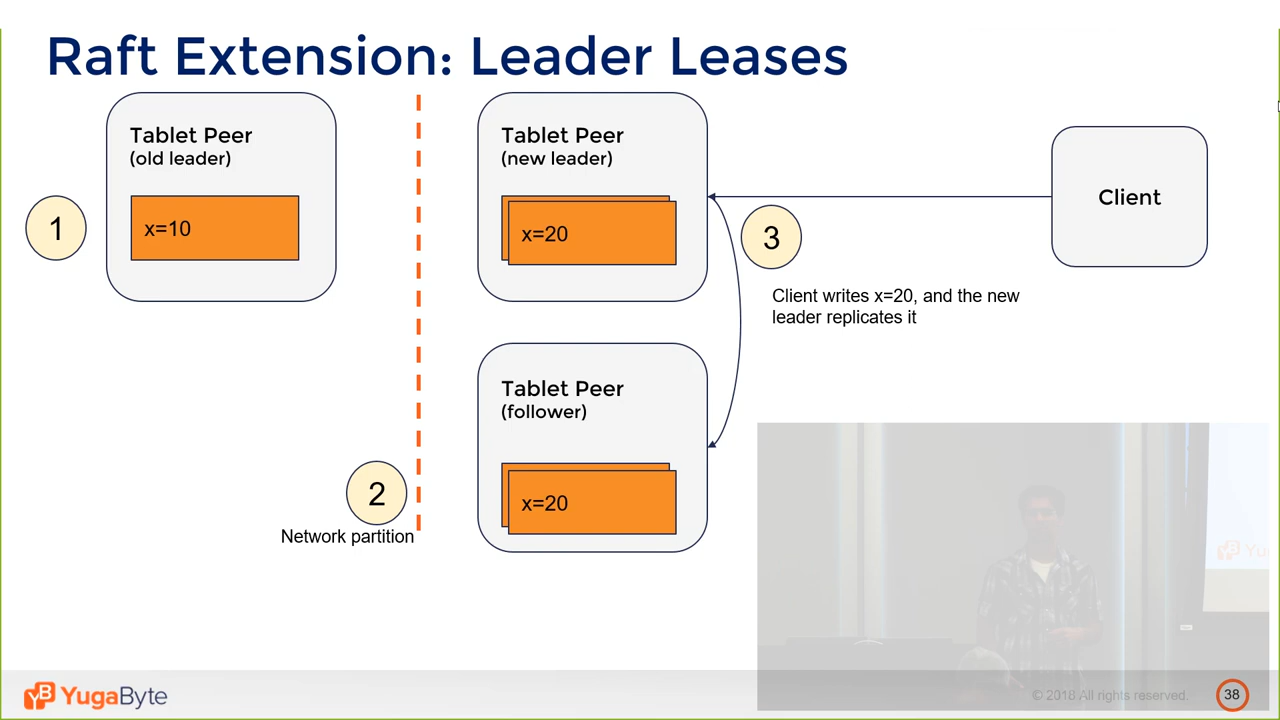 Raft Extension: Leader Leases
Tablet Peer
(old leader)
1
x=10
Tablet Peer
(new leader)
x=20
Client
3
Client writes x=20, and the new
leader replicates it
Tablet Peer
(follower)
x=20
2
Network partition
YugaByte
© 2018 All rights reserved.
38